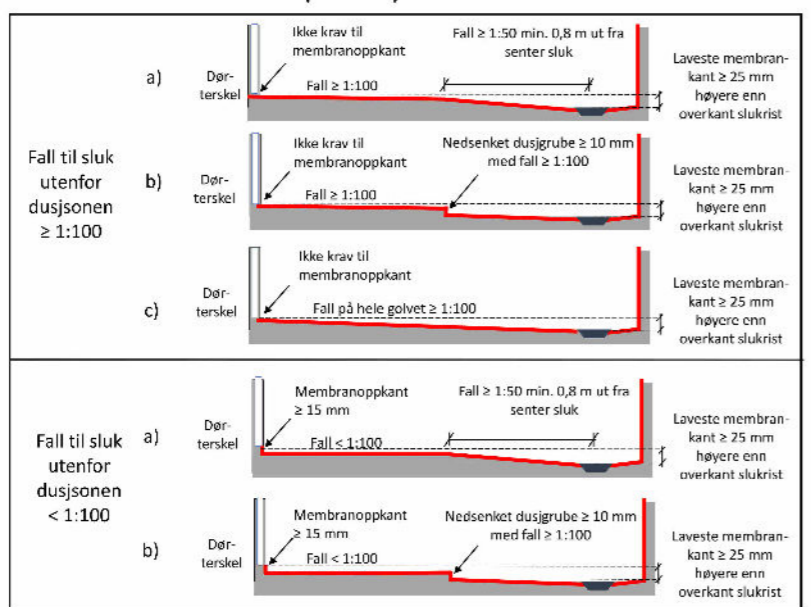 Fall til sluk
utenfor
dusjsonen
≥ 1:100
a)
Dør-
terskel
Ikke krav til
membranoppkant
Fall ≥ 1:100
Fall ≥ 1:50 min. 0,8 m ut fra
senter sluk
Laveste membran-
kant ≥ 25 mm
høyere enn
overkant slukrist
b)
Dør-
terskel
Ikke krav til
membranoppkant
Fall ≥ 1:100
Nedsenket dusjgrube ≥ 10 mm
med fall ≥ 1:100
Laveste membran-
kant ≥ 25 mm
høyere enn
overkant slukrist
c)
Dør-
terskel
Ikke krav til
membranoppkant
Fall på hele golvet ≥ 1:100
Laveste membran-
kant ≥ 25 mm
høyere enn
overkant slukrist
Fall til sluk
utenfor
dusjsonen
< 1:100
a)
Dør-
terskel
Membranoppkant
≥ 15 mm
Fall < 1:100
Fall ≥ 1:50 min. 0,8 m ut fra
senter sluk
Laveste membran-
kant ≥ 25 mm
høyere enn
overkant slukrist
b)
Dør-
terskel
Membranoppkant
≥ 15 mm
Fall < 1:100
Nedsenket dusjgrube ≥ 10 mm
med fall ≥ 1:100
Laveste membran-
kant ≥ 25 mm
høyere enn
overkant slukrist